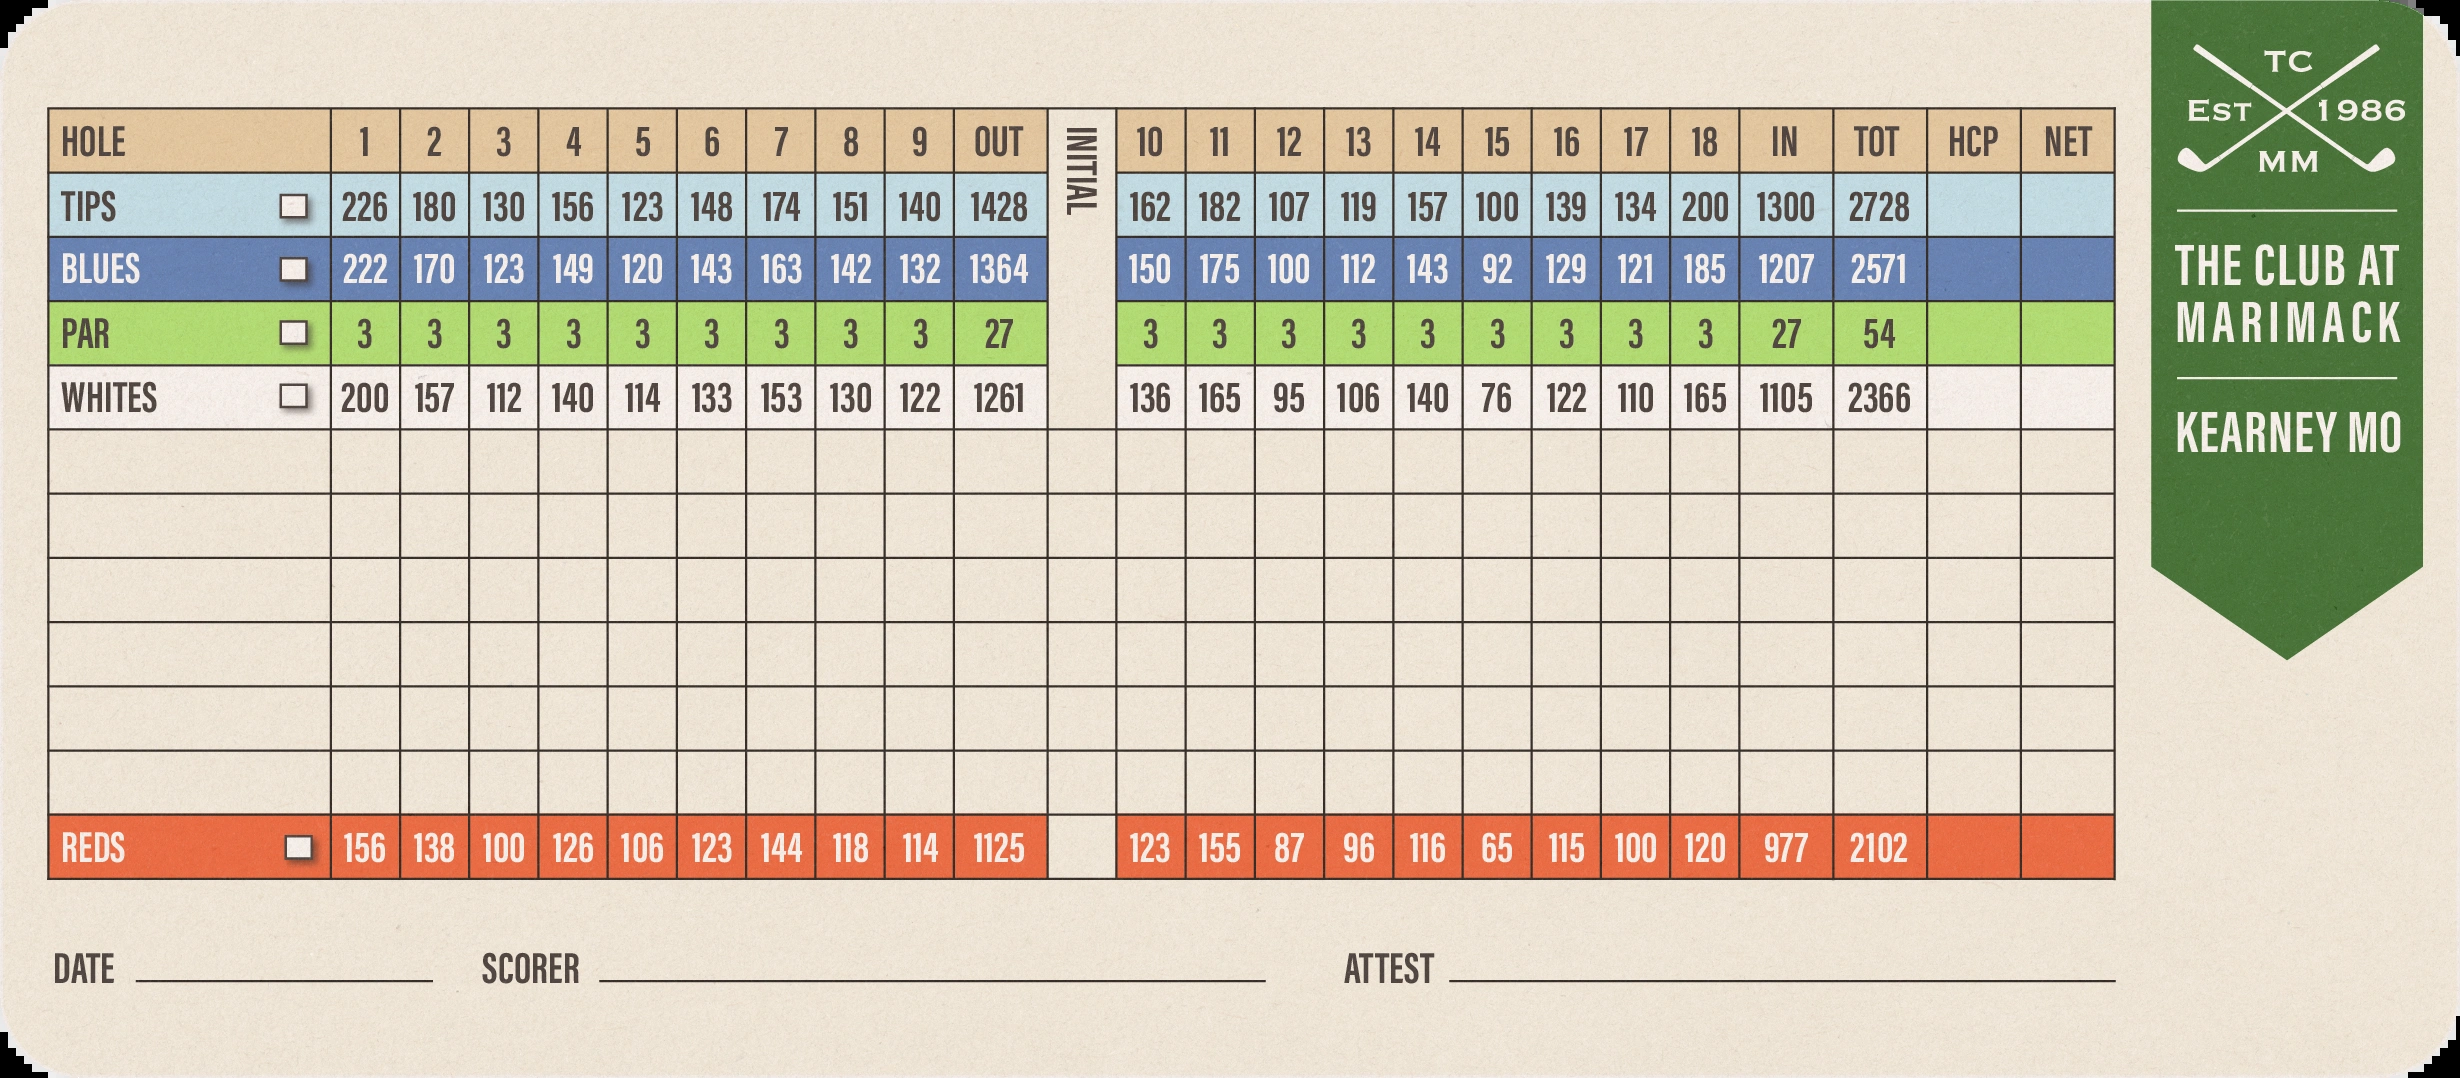 HOLE 1 2 3 4 5 6 7 8 9 OUT INITIAL 10 11 12 13 14 15 16 17 18 IN TOT HCP NET
TIPS 226 180 130 156 123 148 174 151 140 1428 162 182 107 119 157 100 139 134 200 1300 2728
BLUES 222 170 123 149 120 143 163 142 132 1364 150 175 100 112 143 92 129 121 185 1207 2571
PAR 3 3 3 3 3 3 3 3 3 27 3 3 3 3 3 3 3 3 3 27 54
WHITES 200 157 112 140 114 133 153 130 122 1261 136 165 95 106 140 76 122 110 165 1105 2366
REDS 156 138 100 126 106 123 144 118 114 1125 123 155 87 96 116 65 115 100 120 977 2102
DATE SCORER ATTEST
TC
EST 1986
MM
THE CLUB AT
MARIMACK
KEARNEY MO